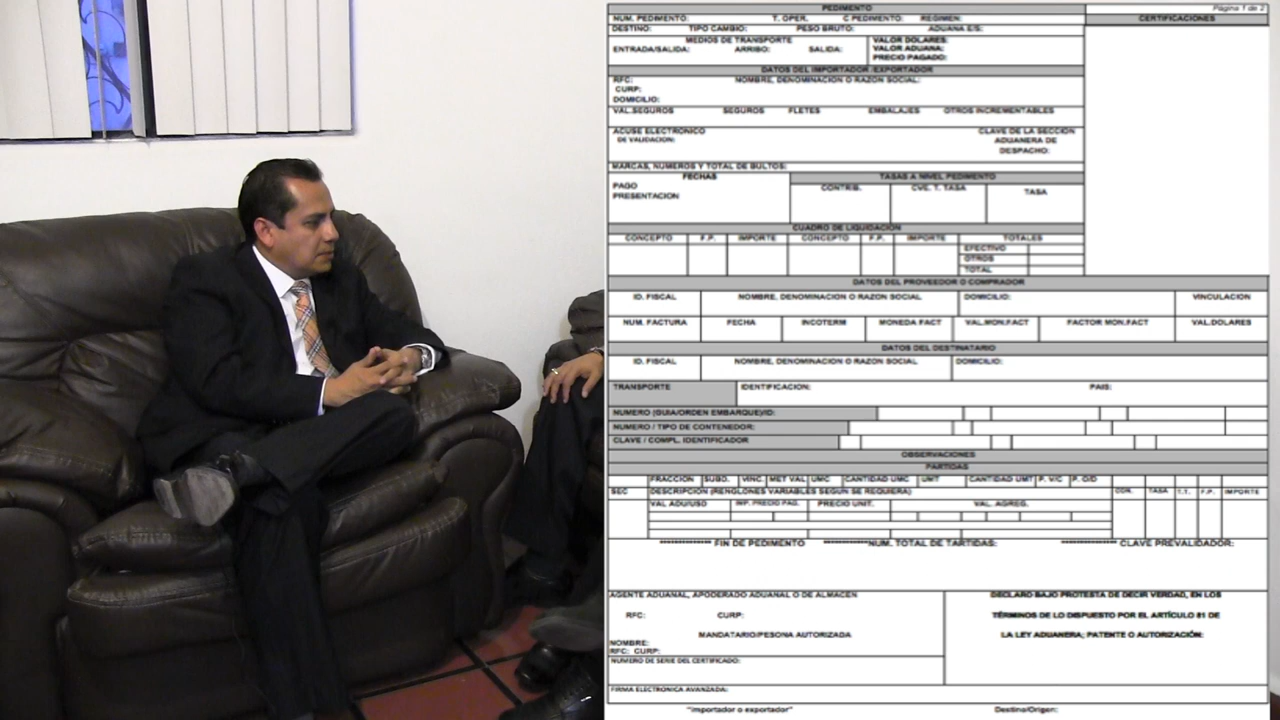 PEDIMENTO
Página 1 de 2
NUM. PEDIMENTO: T. OPER. C PEDIMENTO: REGIMEN:
CERTIFICACIONES
DESTINO: TIPO CAMBIO: PESO BRUTO: ADUANA E/S:
MEDIOS DE TRANSPORTE
ENTRADA/SALIDA: ARRIBO: SALIDA:
VALOR DOLARES:
VALOR ADUANA:
PRECIO PAGADO:
DATOS DEL IMPORTADOR /EXPORTADOR
RFC: NOMBRE, DENOMINACION O RAZON SOCIAL:
CURP:
DOMICILIO:
VAL.SEGUROS SEGUROS FLETES EMBALAJES OTROS INCREMENTABLES
ACUSE ELECTRONICO
DE VALIDACION:
CLAVE DE LA SECCION
ADUANERA DE
DESPACHO:
MARCAS, NUMEROS Y TOTAL DE BULTOS:
FECHAS
PAGO
PRESENTACION
TASAS A NIVEL PEDIMENTO
CONTRIB. CVE. T. TASA TASA
CUADRO DE LIQUIDACION
CONCEPTO F.P. IMPORTE CONCEPTO F.P. IMPORTE TOTALES
EFECTIVO
OTROS
TOTAL
DATOS DEL PROVEEDOR O COMPRADOR
ID. FISCAL NOMBRE, DENOMINACION O RAZON SOCIAL DOMICILIO: VINCULACION
NUM. FACTURA FECHA INCOTERM MONEDA FACT VAL.MON.FACT FACTOR MON.FACT VAL.DOLARES
DATOS DEL DESTINATARIO
ID. FISCAL NOMBRE, DENOMINACION O RAZON SOCIAL DOMICILIO:
TRANSPORTE IDENTIFICACION: PAIS:
NUMERO (GUIA/ORDEN EMBARQUE)/ID:
NUMERO / TIPO DE CONTENEDOR:
CLAVE / COMPL. IDENTIFICADOR
OBSERVACIONES
PARTIDAS
FRACCION SUBD. VINC. MET VAL UMC CANTIDAD UMC UMT CANTIDAD UMT P. V/C P. O/D
SEC DESCRIPCION (RENGLONES VARIABLES SEGUN SE REQUIERA) CON. TASA T.T. F.P. IMPORTE
VAL ADU/USD IMP. PRECIO PAG. PRECIO UNIT. VAL. AGREG.
************** FIN DE PEDIMENTO ************NUM. TOTAL DE TARTIDAS: *************** CLAVE PREVALIDADOR:
AGENTE ADUANAL, APODERADO ADUANAL O DE ALMACEN
RFC: CURP:
MANDATARIO/PESONA AUTORIZADA
NOMBRE:
RFC: CURP:
NUMERO DE SERIE DEL CERTIFICADO:
DECLARO BAJO PROTESTA DE DECIR VERDAD, EN LOS
TÉRMINOS DE LO DISPUESTO POR EL ARTÍCULO 81 DE
LA LEY ADUANERA; PATENTE O AUTORIZACIÓN:
FIRMA ELECTRONICA AVANZADA:
"importador o exportador" Destino/Origen: